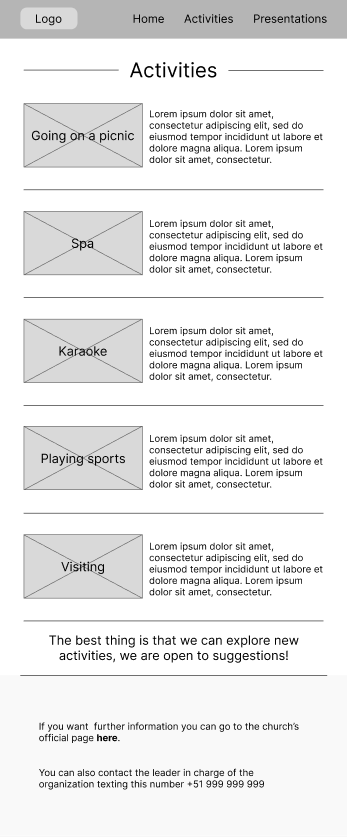 Logo Home Activities Presentations
Activities
Going on a picnic
Lorem ipsum dolor sit amet,
consectetur adipiscing elit, sed do
eiusmod tempor incididunt ut labore et
dolore magna aliqua. Lorem ipsum
dolor sit amet, consectetur.
Spa
Lorem ipsum dolor sit amet,
consectetur adipiscing elit, sed do
eiusmod tempor incididunt ut labore et
dolore magna aliqua. Lorem ipsum
dolor sit amet, consectetur.
Karaoke
Lorem ipsum dolor sit amet,
consectetur adipiscing elit, sed do
eiusmod tempor incididunt ut labore et
dolore magna aliqua. Lorem ipsum
dolor sit amet, consectetur.
Playing sports
Lorem ipsum dolor sit amet,
consectetur adipiscing elit, sed do
eiusmod tempor incididunt ut labore et
dolore magna aliqua. Lorem ipsum
dolor sit amet, consectetur.
Visiting
Lorem ipsum dolor sit amet,
consectetur adipiscing elit, sed do
eiusmod tempor incididunt ut labore et
dolore magna aliqua. Lorem ipsum
dolor sit amet, consectetur.
The best thing is that we can explore new
activities, we are open to suggestions!
If you want further information you can go to the church's
official page here.
You can also contact the leader in charge of the
organization texting this number +51 999 999 999